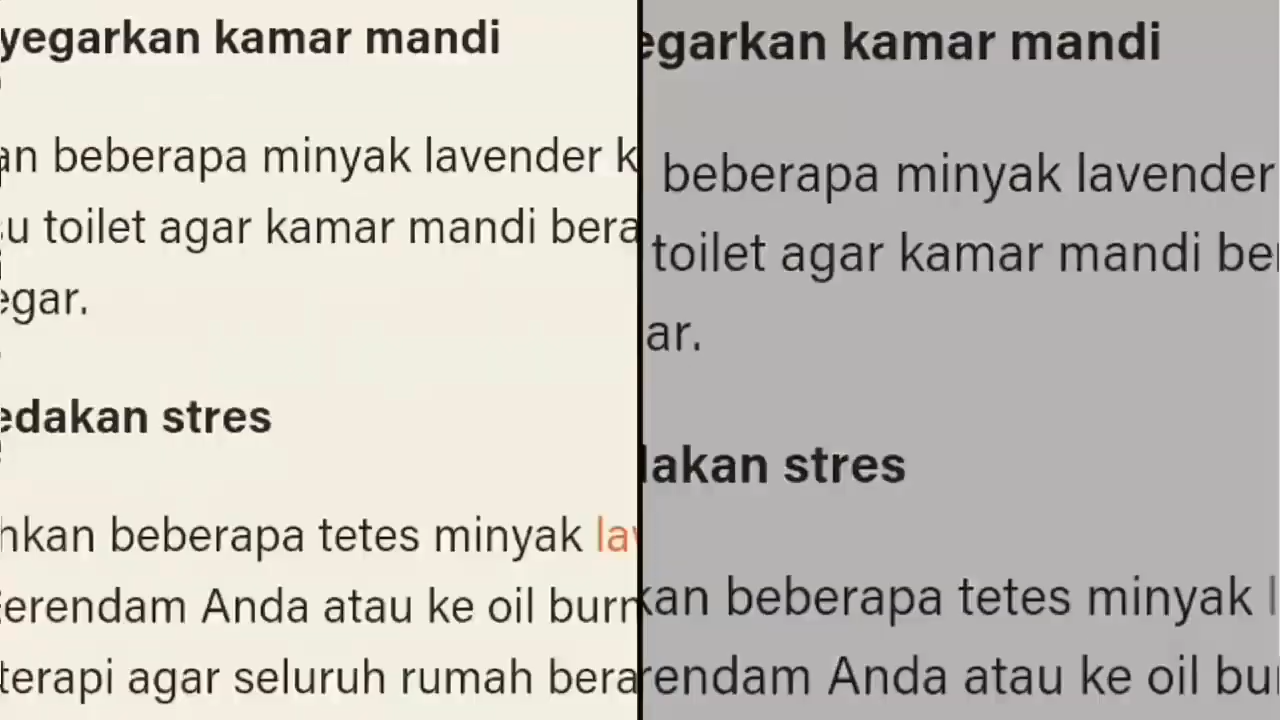 yegarkan kamar mandi
an beberapa minyak lavender k
u toilet agar kamar mandi bera
egar.
edakan stres
hkan beberapa tetes minyak lav
erendam Anda atau ke oil burn
terapi agar seluruh rumah bera
egarkan kamar mandi
beberapa minyak lavender
toilet agar kamar mandi be
ar.
dakan stres
kan beberapa tetes minyak l
rendam Anda atau ke oil bu